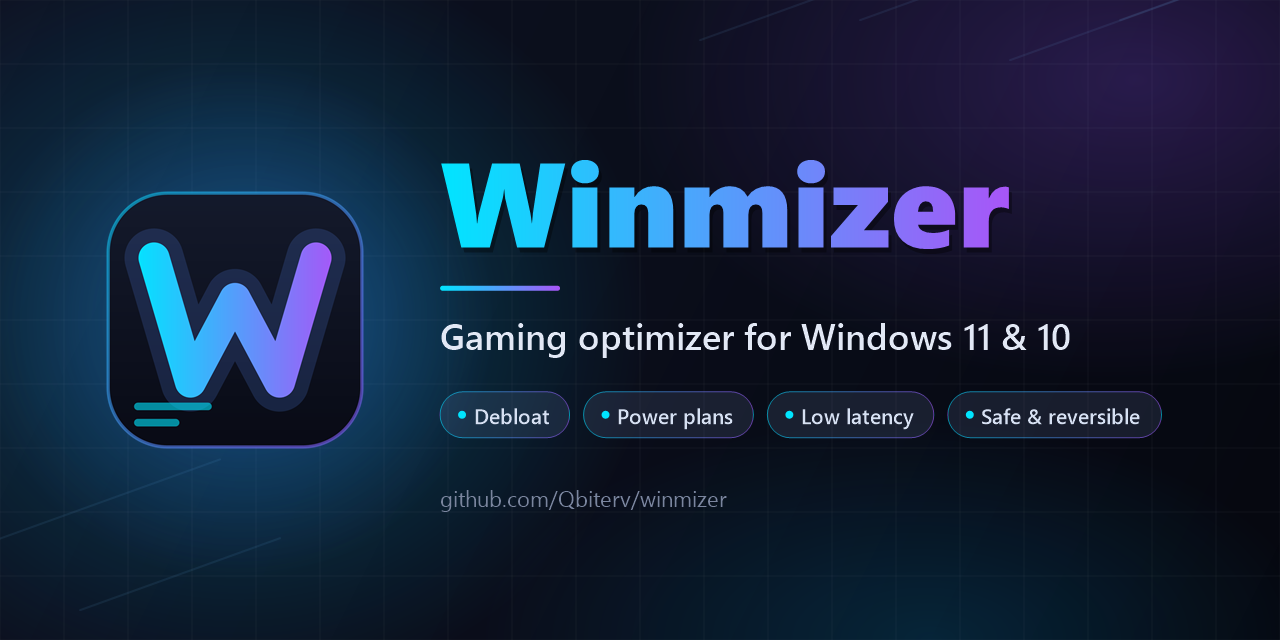 W
Winmizer
Gaming optimizer for Windows 11 & 10
Debloat
Power plans
Low latency
Safe & reversible
github.com/Qbiterv/winmizer